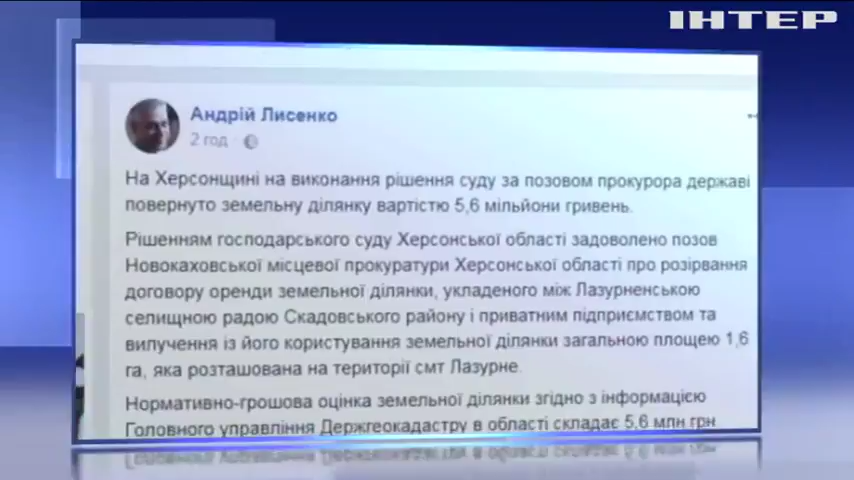 ІНТЕР
Андрій Лисенко
2 год
На Херсонщині на виконання рішення суду за позовом прокурора державі
повернуто земельну ділянку вартістю 5,6 мільйони гривень.
Рішенням господарського суду Херсонської області задоволено позов
Новокаховської місцевої прокуратури Херсонської області про розірвання
договору оренди земельної ділянки, укладеного між Лазурненською
селищною радою Скадовського району і приватним підприємством та
вилучення із його користування земельної ділянки загальною площею 1,6
га, яка розташована на території смт Лазурне.
Нормативно-грошова оцінка земельної ділянки згідно з інформацією
Головного управління Держгеокадастру в області складає 5,6 млн грн